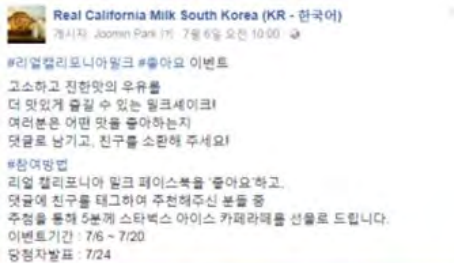 Real California Milk South Korea (KR - 한국어)
게시자: Joomin Park [?] 7월 6일 오전 10:00
#리얼캘리포니아밀크 #좋아요 이벤트
고소하고 진한맛의 우유를
더 맛있게 즐길 수 있는 밀크셰이크!
여러분은 어떤 맛을 좋아하는지
댓글로 남기고, 친구를 소환해 주세요!
#참여방법
리얼 캘리포니아 밀크 페이스북을 '좋아요'하고,
댓글에 친구를 태그하여 추천해주신 분들 중
추첨을 통해 5분께 스타벅스 아이스 카페라떼를 선물로 드립니다.
이벤트기간 : 7/6 ~ 7/20
당첨자발표 : 7/24